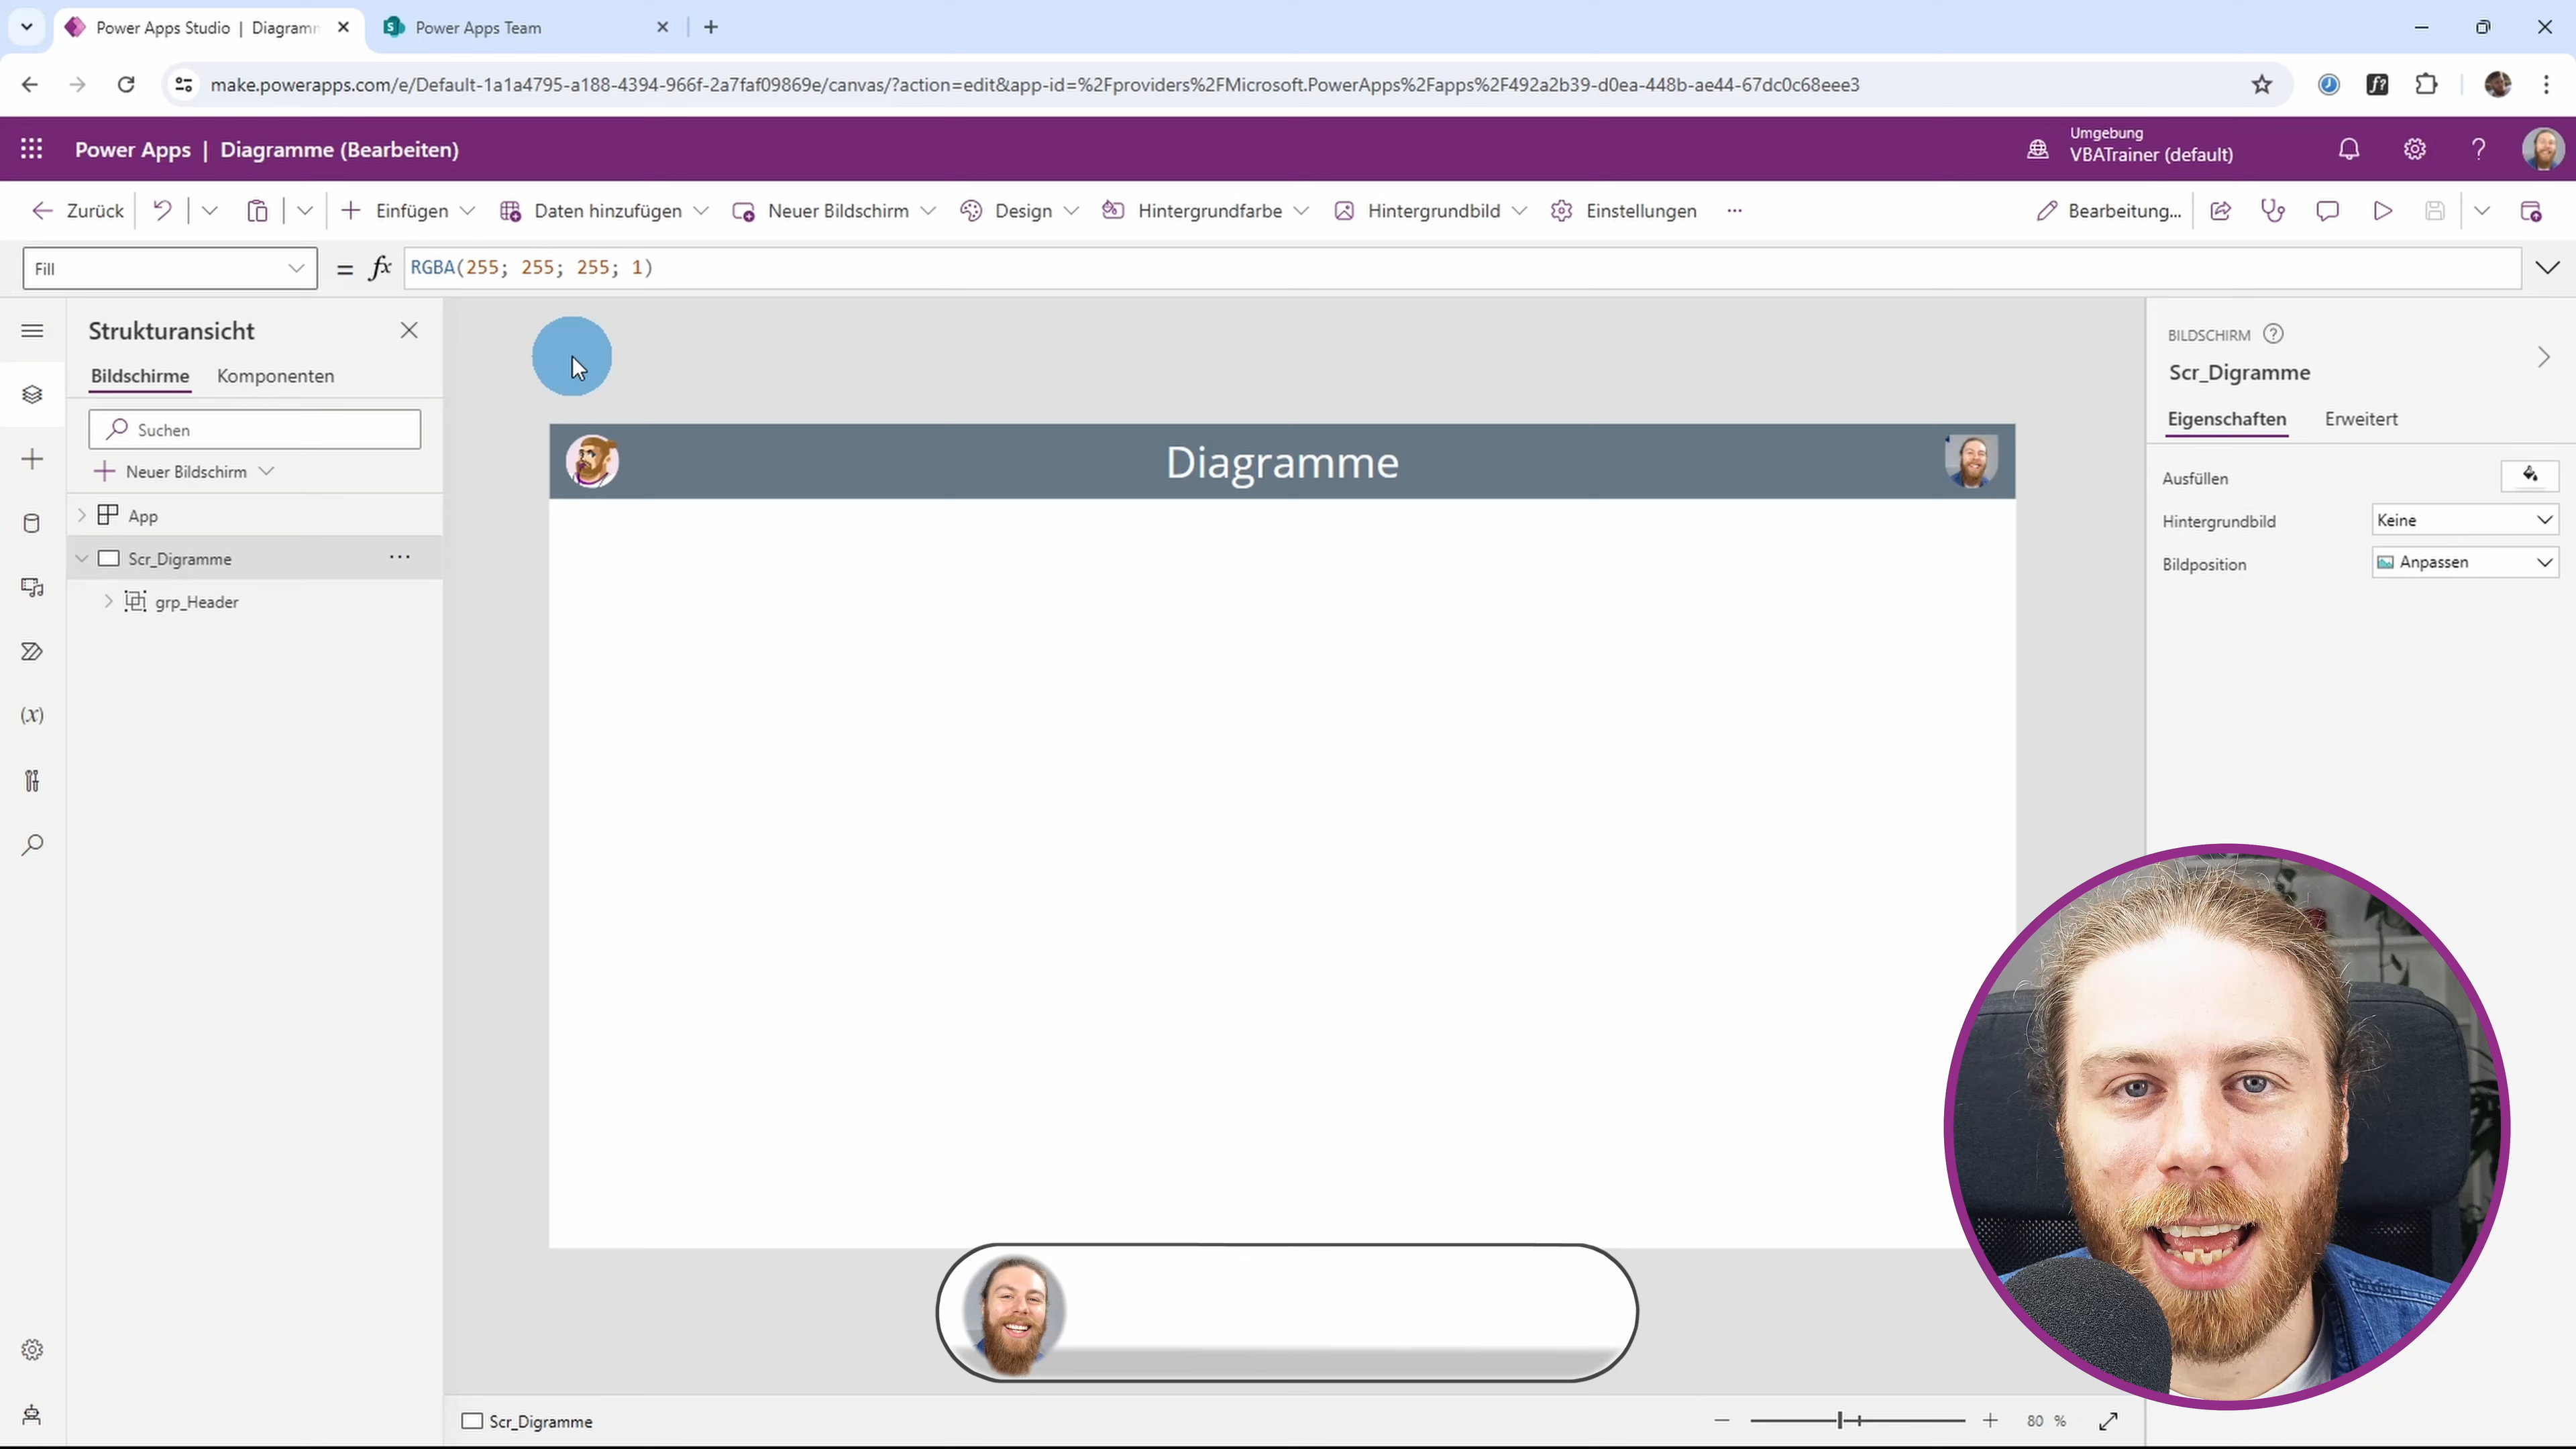 Power Apps Studio | Diagramm
Power Apps Team
make.powerapps.com/e/Default-1a1a4795-a188-4394-966f-2a7faf09869e/canvas/?action=edit&app-id=%2Fproviders%2FMicrosoft.PowerApps%2Fapps%2F492a2b39-d0ea-448b-ae44-67dc0c68eee3
Power Apps | Diagramme (Bearbeiten)
Umgebung
VBATrainer (default)
Zurück
Einfügen
Daten hinzufügen
Neuer Bildschirm
Design
Hintergrundfarbe
Hintergrundbild
Einstellungen
Bearbeitung...
Fill
= fx RGBA(255; 255; 255; 1)
Strukturansicht
Bildschirme
Komponenten
Suchen
Neuer Bildschirm
App
Scr_Digramme
grp_Header
Diagramme
BILDSCHIRM
Scr_Digramme
Eigenschaften
Erweitert
Ausfüllen
Hintergrundbild
Keine
Bildposition
Anpassen
Scr_Digramme
80 %